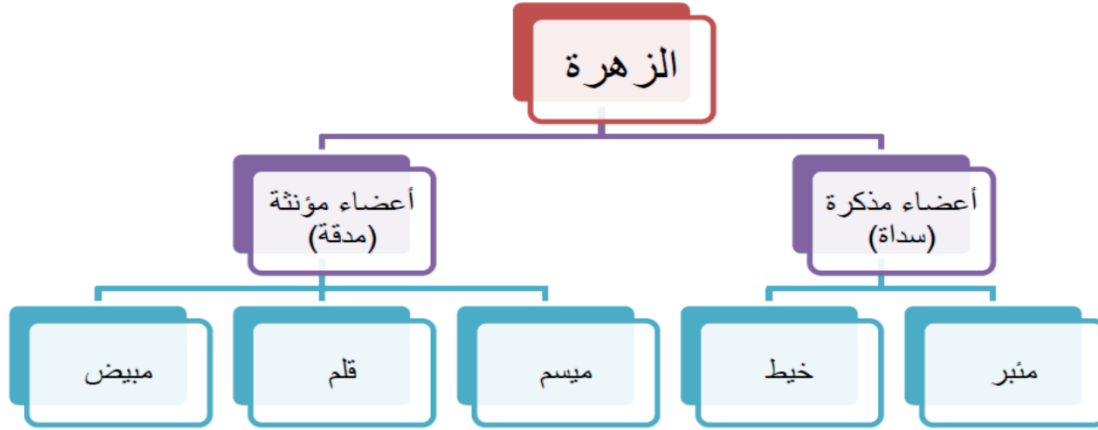 الزهرة
أعضاء مذكرة
(سداة)
أعضاء مؤنثة
(مدقة)
مئبر
خيط
ميسم
قلم
مبيض